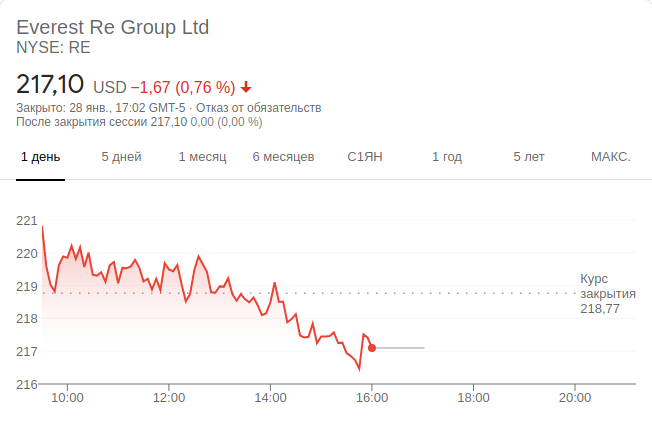 Everest Re Group Ltd
NYSE: RE
217,10 USD −1,67 (0,76 %)
Закрыто: 28 янв., 17:02 GMT-5 · Отказ от обязательств
После закрытия сессии 217,10 0,00 (0,00 %)
1 день 5 дней 1 месяц 6 месяцев С1ЯН 1 год 5 лет МАКС.
221
220
219
218
217
216
Курс
закрытия
218,77
10:00 12:00 14:00 16:00 18:00 20:00